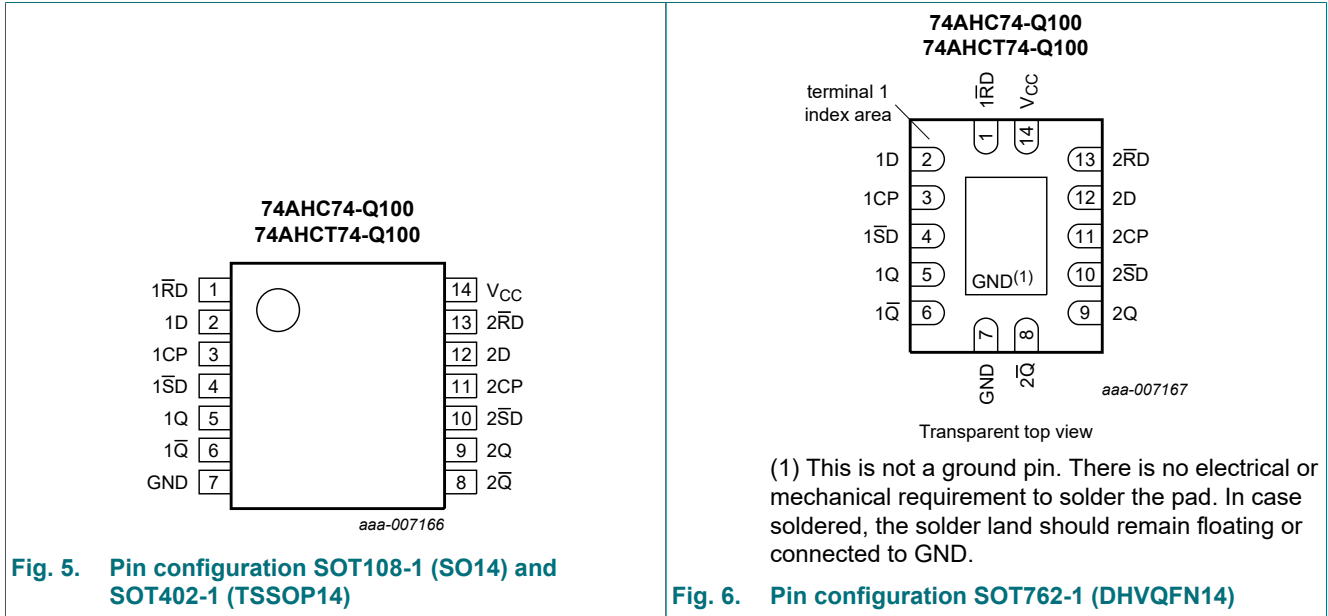 74AHC74-Q100
74AHCT74-Q100
1R̅D 1
1D 2
1CP 3
1S̅D 4
1Q 5
1Q̅ 6
GND 7
14 VCC
13 2R̅D
12 2D
11 2CP
10 2S̅D
9 2Q
8 2Q̅
aaa-007166
Fig. 5. Pin configuration SOT108-1 (SO14) and
SOT402-1 (TSSOP14)
74AHC74-Q100
74AHCT74-Q100
terminal 1
index area
1R̅D
VCC
1
14
1D 2
1CP 3
1S̅D 4
1Q 5
1Q̅ 6
13 2R̅D
12 2D
11 2CP
10 2S̅D
9 2Q
GND(1)
7
8
GND
2Q̅
aaa-007167
Transparent top view
(1) This is not a ground pin. There is no electrical or
mechanical requirement to solder the pad. In case
soldered, the solder land should remain floating or
connected to GND.
Fig. 6. Pin configuration SOT762-1 (DHVQFN14)